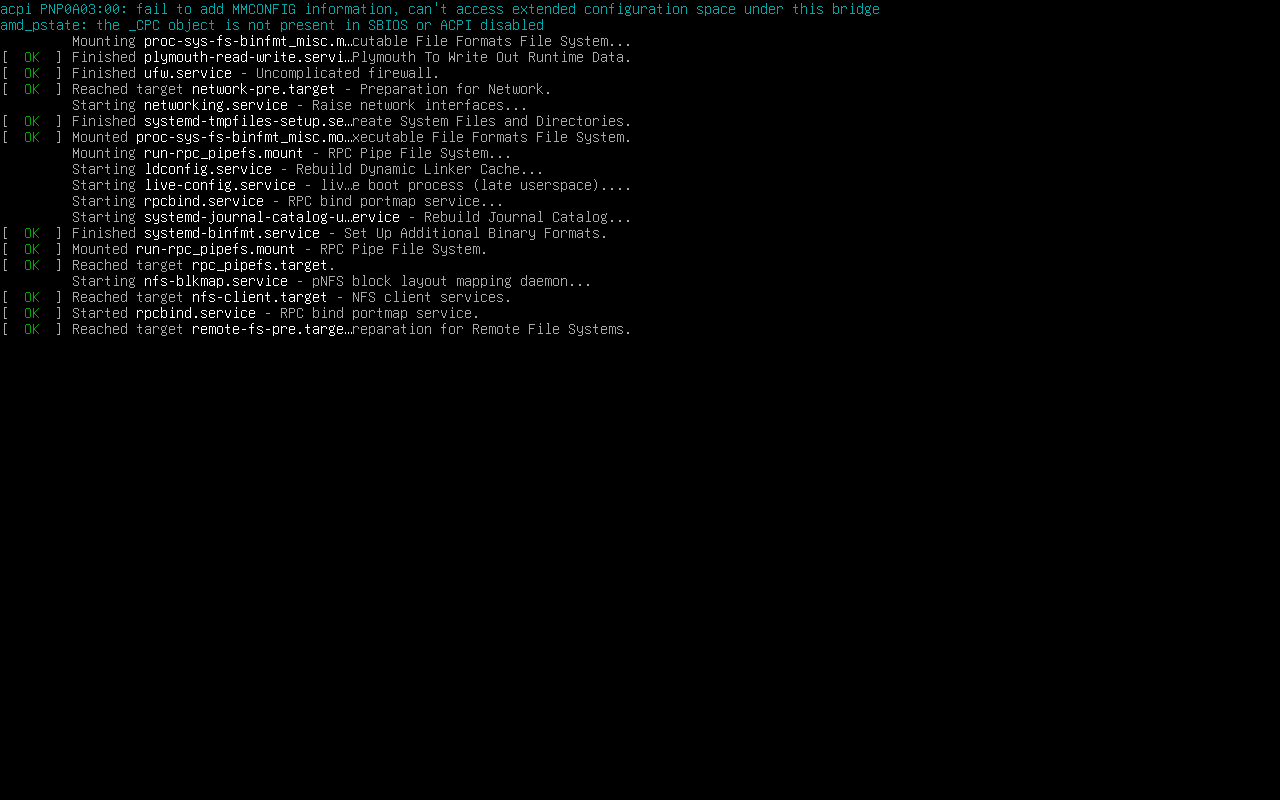 acpi PNP0A03:00: fail to add MMCONFIG information, can't access extended configuration space under this bridge
amd_pstate: the _CPC object is not present in SBIOS or ACPI disabled
         Mounting proc-sys-fs-binfmt_misc.m…cutable File Formats File System...
[  OK  ] Finished plymouth-read-write.servi…Plymouth To Write Out Runtime Data.
[  OK  ] Finished ufw.service - Uncomplicated firewall.
[  OK  ] Reached target network-pre.target - Preparation for Network.
         Starting networking.service - Raise network interfaces...
[  OK  ] Finished systemd-tmpfiles-setup.se…reate System Files and Directories.
[  OK  ] Mounted proc-sys-fs-binfmt_misc.mo…xecutable File Formats File System.
         Mounting run-rpc_pipefs.mount - RPC Pipe File System...
         Starting ldconfig.service - Rebuild Dynamic Linker Cache...
         Starting live-config.service - liv…e boot process (late userspace)....
         Starting rpcbind.service - RPC bind portmap service...
         Starting systemd-journal-catalog-u…ervice - Rebuild Journal Catalog...
[  OK  ] Finished systemd-binfmt.service - Set Up Additional Binary Formats.
[  OK  ] Mounted run-rpc_pipefs.mount - RPC Pipe File System.
[  OK  ] Reached target rpc_pipefs.target.
         Starting nfs-blkmap.service - pNFS block layout mapping daemon...
[  OK  ] Reached target nfs-client.target - NFS client services.
[  OK  ] Started rpcbind.service - RPC bind portmap service.
[  OK  ] Reached target remote-fs-pre.targe…reparation for Remote File Systems.